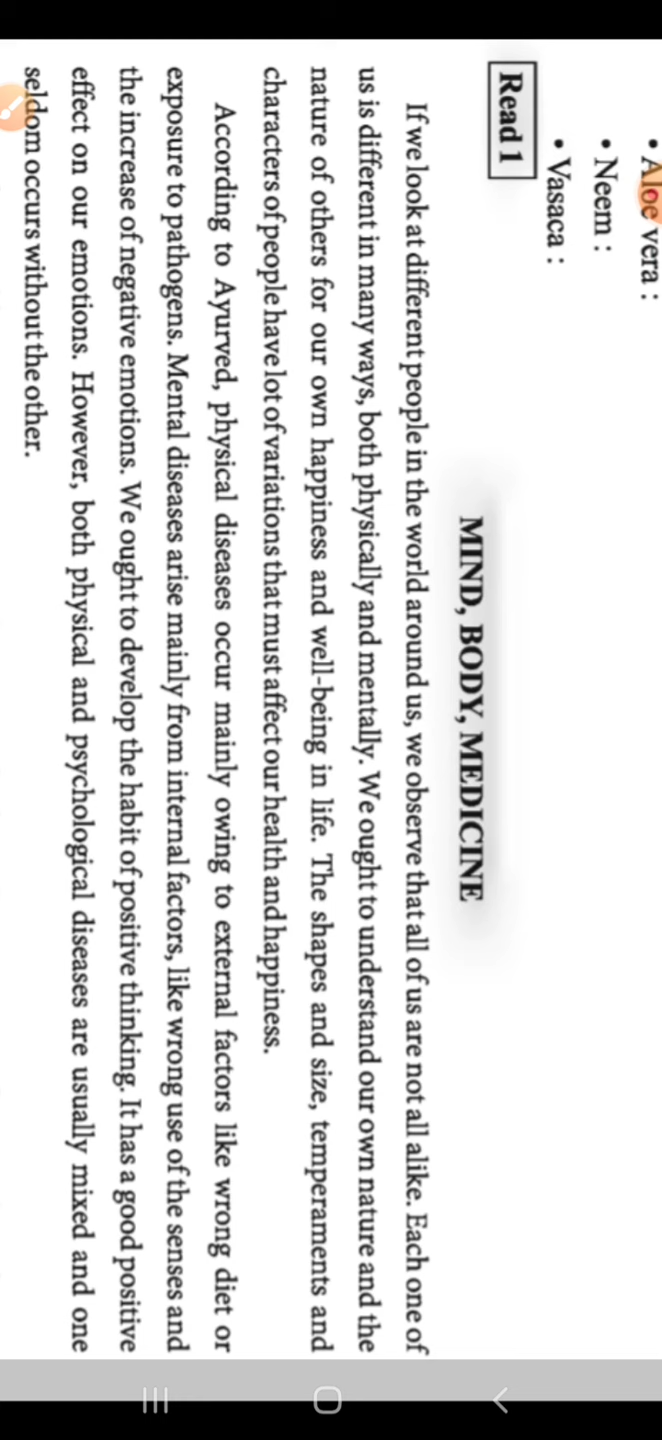 • Aloe vera :
• Neem :
• Vasaca :
Read 1
MIND, BODY, MEDICINE
If we look at different people in the world around us, we observe that all of us are not all alike. Each one of
us is different in many ways, both physically and mentally. We ought to understand our own nature and the
nature of others for our own happiness and well-being in life. The shapes and size, temperaments and
characters of people have lot of variations that must affect our health and happiness.
According to Ayurved, physical diseases occur mainly owing to external factors like wrong diet or
exposure to pathogens. Mental diseases arise mainly from internal factors, like wrong use of the senses and
the increase of negative emotions. We ought to develop the habit of positive thinking. It has a good positive
effect on our emotions. However, both physical and psychological diseases are usually mixed and one
seldom occurs without the other.